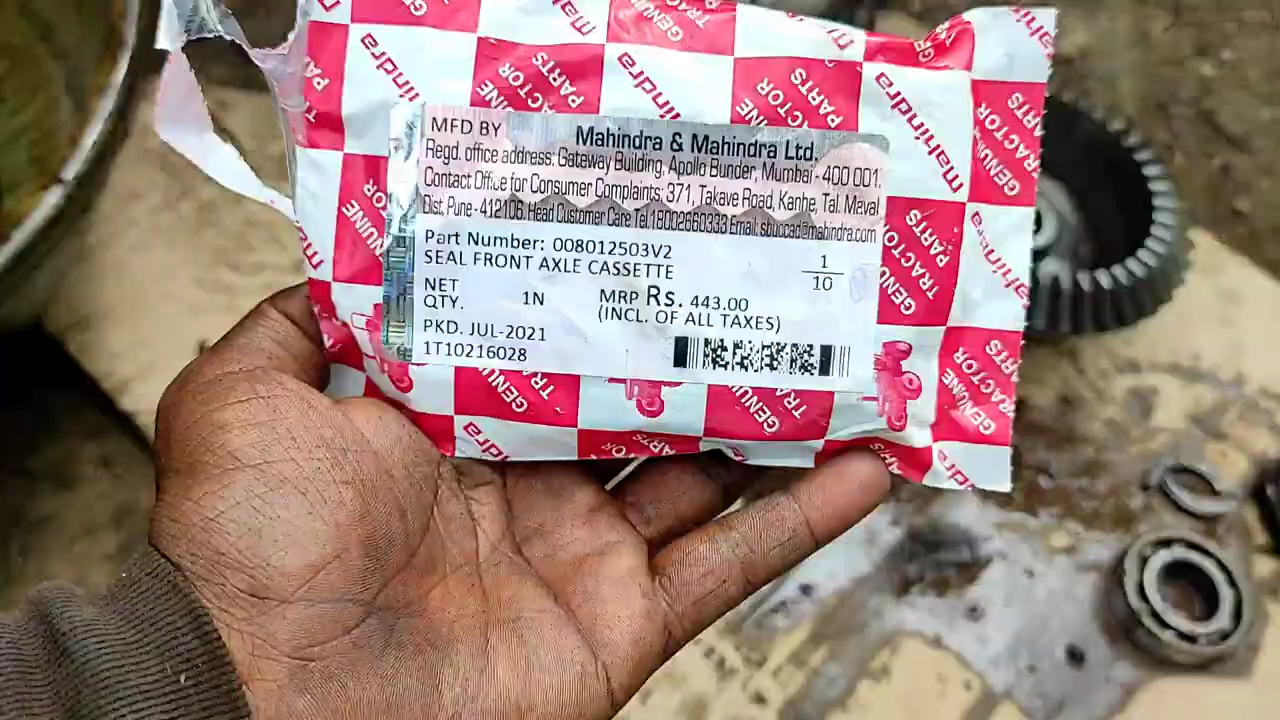 mahindra
GENUINE
TRACTOR
PARTS
MFD BY
Mahindra & Mahindra Ltd.
Regd. office address: Gateway Building, Apollo Bunder, Mumbai - 400 001.
Contact Office for Consumer Complaints: 371, Takave Road, Kanhe, Tal. Maval
Dist, Pune - 412106. Head Customer Care Tel.18002660333 Email: sbuccad@mahindra.com
Part Number: 008012503V2
SEAL FRONT AXLE CASSETTE
1
10
NET
QTY. 1N
MRP Rs. 443.00
(INCL. OF ALL TAXES)
PKD. JUL-2021
1T10216028